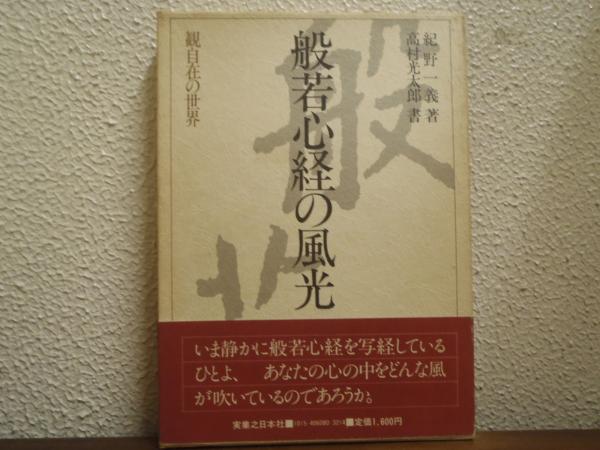 紀野一義 著
高村光太郎 書
般若心経の風光
観自在の世界
般若
いま静かに般若心経を写経している
ひとよ、 あなたの心の中をどんな風
が吹いているのであろうか。
実業之日本社■■定価1,600円